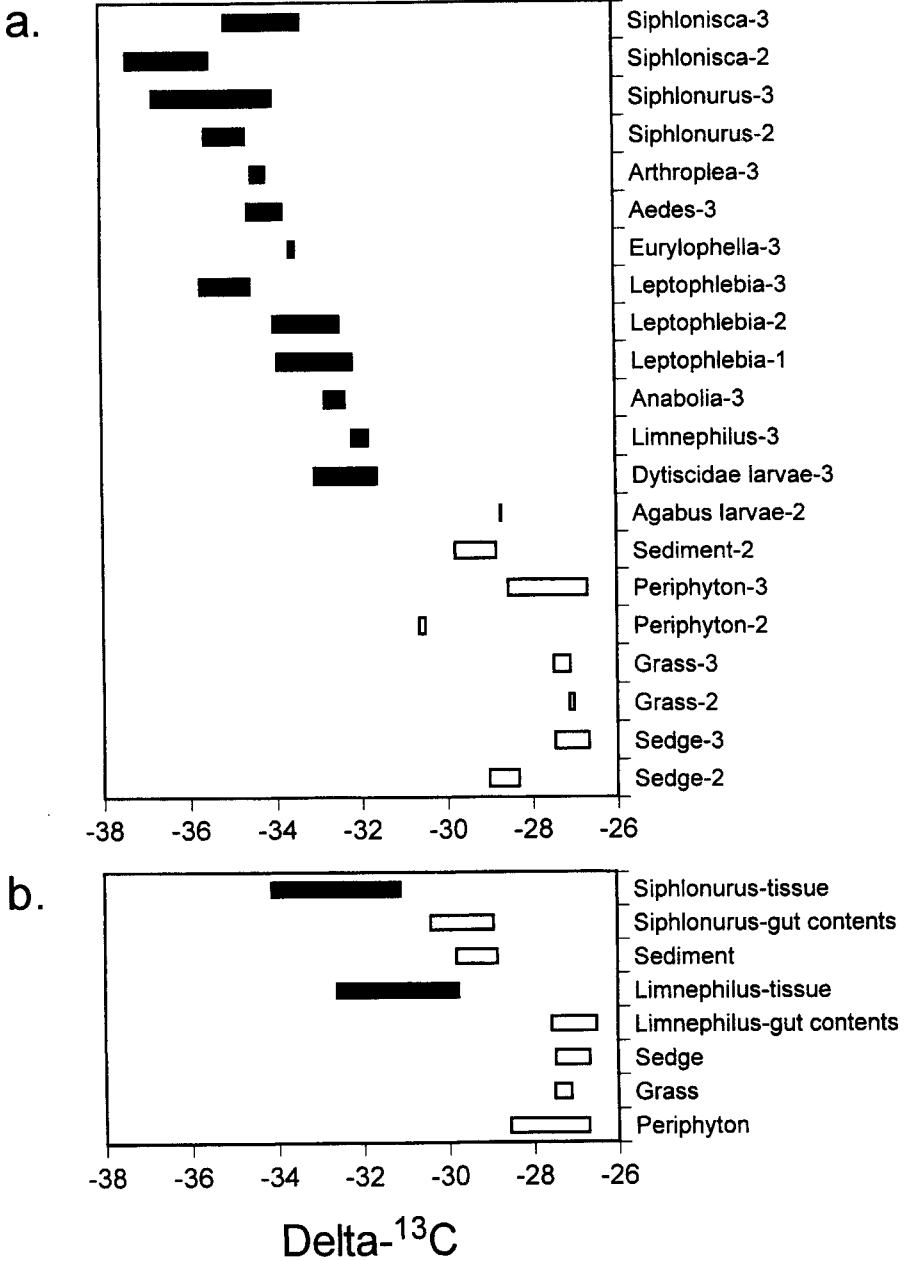 a.
Siphlonisca-3
Siphlonisca-2
Siphlonurus-3
Siphlonurus-2
Arthroplea-3
Aedes-3
Eurylophella-3
Leptophlebia-3
Leptophlebia-2
Leptophlebia-1
Anabolia-3
Limnephilus-3
Dytiscidae larvae-3
Agabus larvae-2
Sediment-2
Periphyton-3
Periphyton-2
Grass-3
Grass-2
Sedge-3
Sedge-2
-38 -36 -34 -32 -30 -28 -26
b.
Siphlonurus-tissue
Siphlonurus-gut contents
Sediment
Limnephilus-tissue
Limnephilus-gut contents
Sedge
Grass
Periphyton
-38 -36 -34 -32 -30 -28 -26
Delta-¹³C